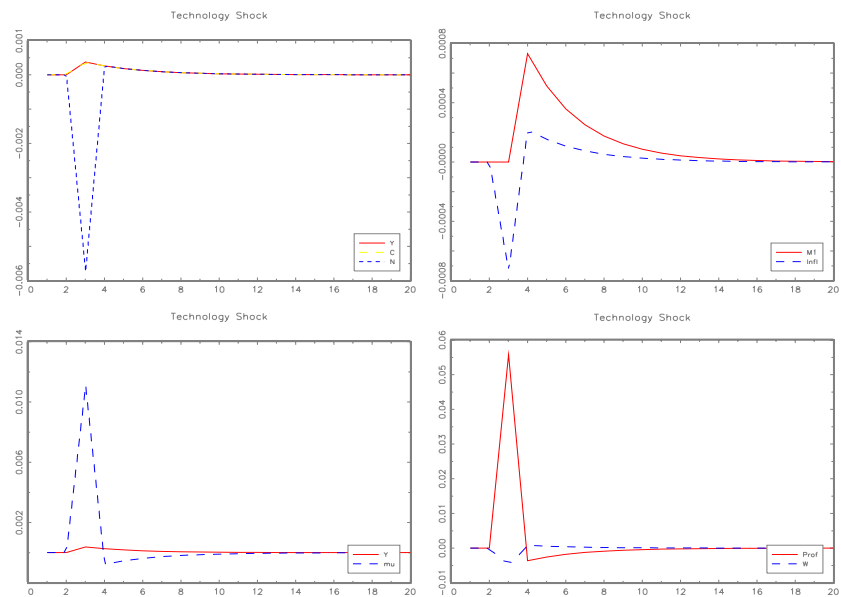 Technology Shock
0.001
0.000
−0.002
−0.004
−0.006
Y
C
N
0 2 4 6 8 10 12 14 16 18 20
Technology Shock
0.0008
0.0004
−0.0000
−0.0004
−0.0008
M1
Infl
0 2 4 6 8 10 12 14 16 18 20
Technology Shock
0.014
0.010
0.006
0.002
Y
mu
0 2 4 6 8 10 12 14 16 18 20
Technology Shock
0.06
0.05
0.04
0.03
0.02
0.01
0.00
−0.01
Prof
W
0 2 4 6 8 10 12 14 16 18 20